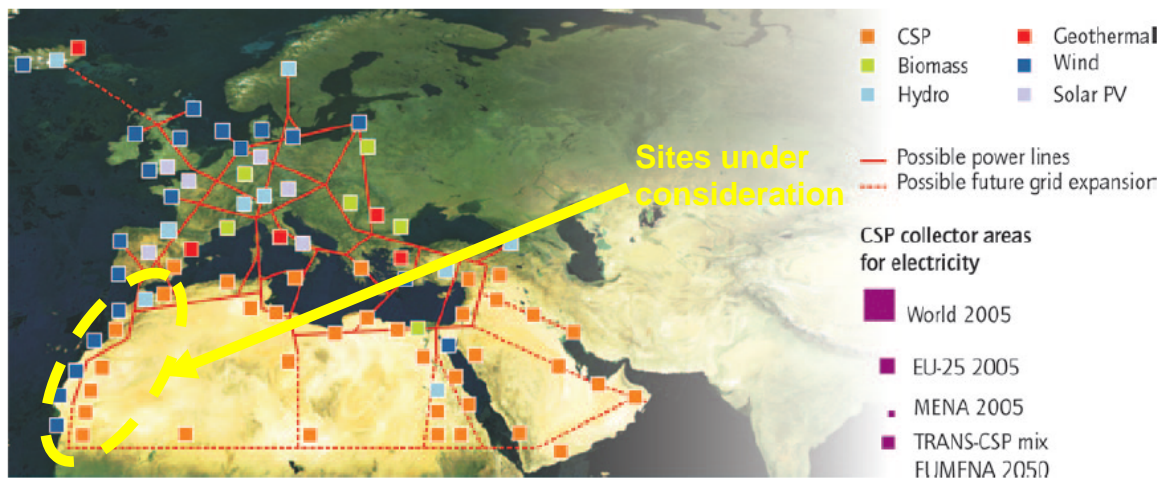 CSP
Geothermal
Biomass
Wind
Hydro
Solar PV
Sites under
consideration
Possible power lines
Possible future grid expansion
CSP collector areas
for electricity
World 2005
EU-25 2005
MENA 2005
TRANS-CSP mix
EUMENA 2050